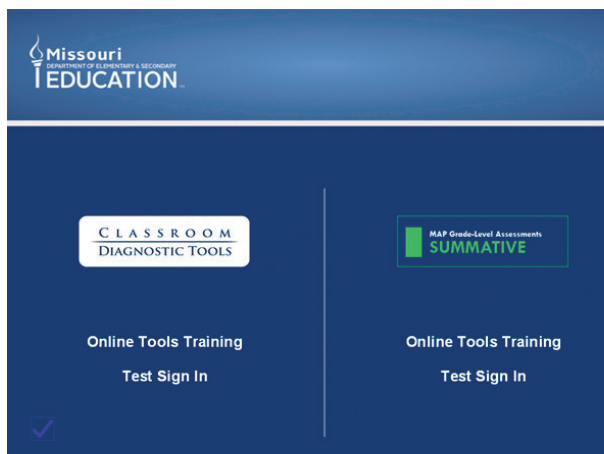 Missouri
DEPARTMENT OF ELEMENTARY & SECONDARY
EDUCATION
CLASSROOM
DIAGNOSTIC TOOLS
Online Tools Training
Test Sign In
MAP Grade-Level Assessments
SUMMATIVE
Online Tools Training
Test Sign In